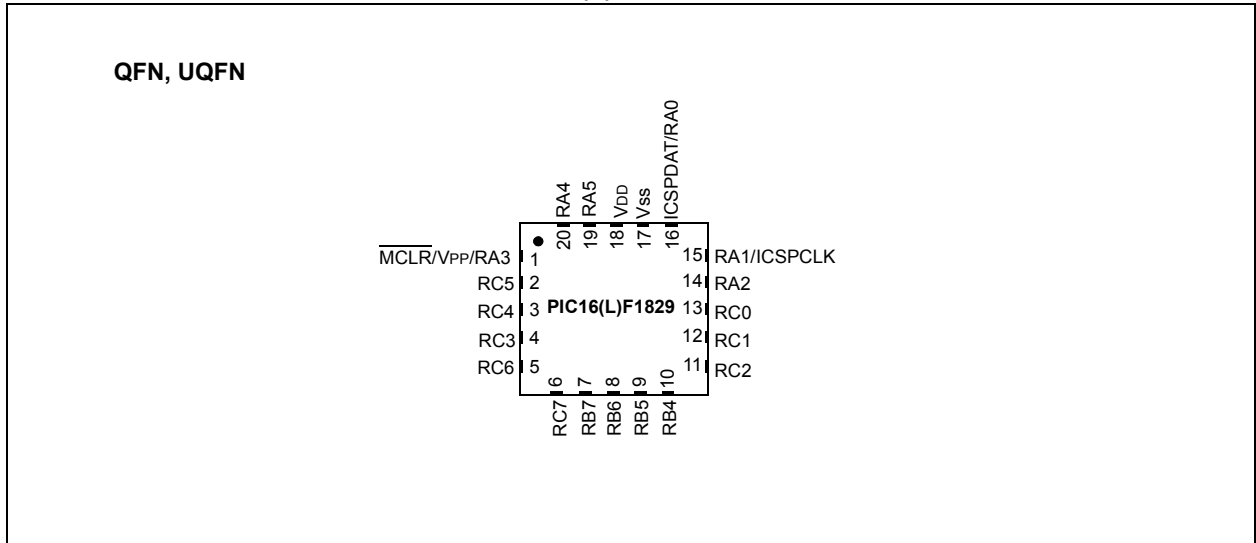 QFN, UQFN
20 RA4
19 RA5
18 VDD
17 Vss
16 ICSPDAT/RA0
MCLR/VPP/RA3 1
RC5 2
RC4 3
RC3 4
RC6 5
PIC16(L)F1829
15 RA1/ICSPCLK
14 RA2
13 RC0
12 RC1
11 RC2
RC7 6
RB7 7
RB6 8
RB5 9
RB4 10